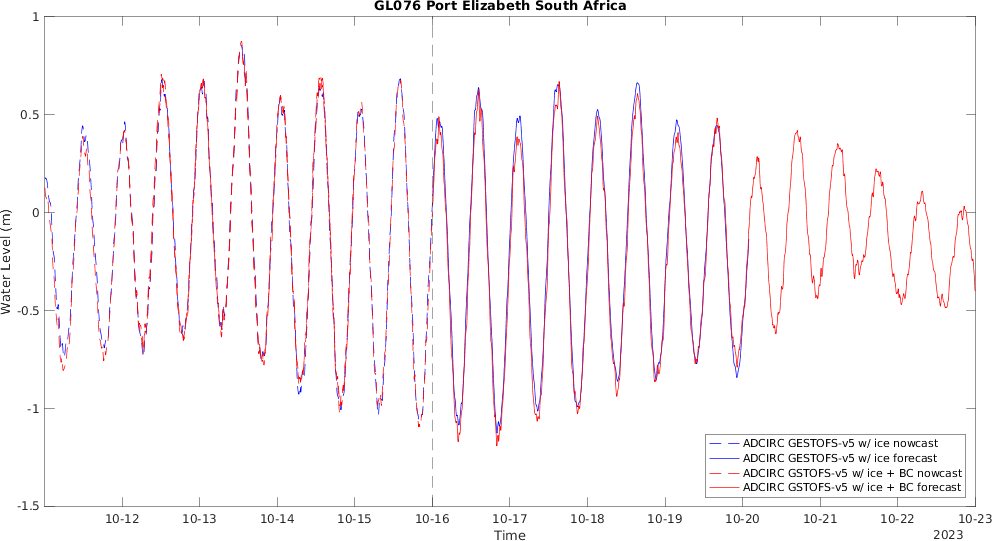 GL076 Port Elizabeth South Africa
1
0.5
0
-0.5
-1
-1.5
Water Level (m)
10-12 10-13 10-14 10-15 10-16 10-17 10-18 10-19 10-20 10-21 10-22 10-23
Time
2023
ADCIRC GESTOFS-v5 w/ ice nowcast
ADCIRC GESTOFS-v5 w/ ice forecast
ADCIRC GSTOFS-v5 w/ ice + BC nowcast
ADCIRC GSTOFS-v5 w/ ice + BC forecast